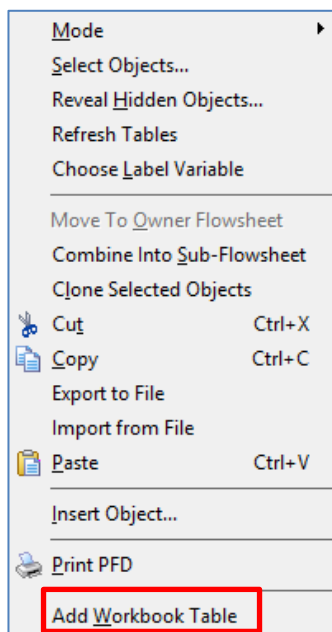 Mode
Select Objects...
Reveal Hidden Objects...
Refresh Tables
Choose Label Variable
Move To Owner Flowsheet
Combine Into Sub-Flowsheet
Clone Selected Objects
Cut Ctrl+X
Copy Ctrl+C
Export to File
Import from File
Paste Ctrl+V
Insert Object...
Print PFD
Add Workbook Table